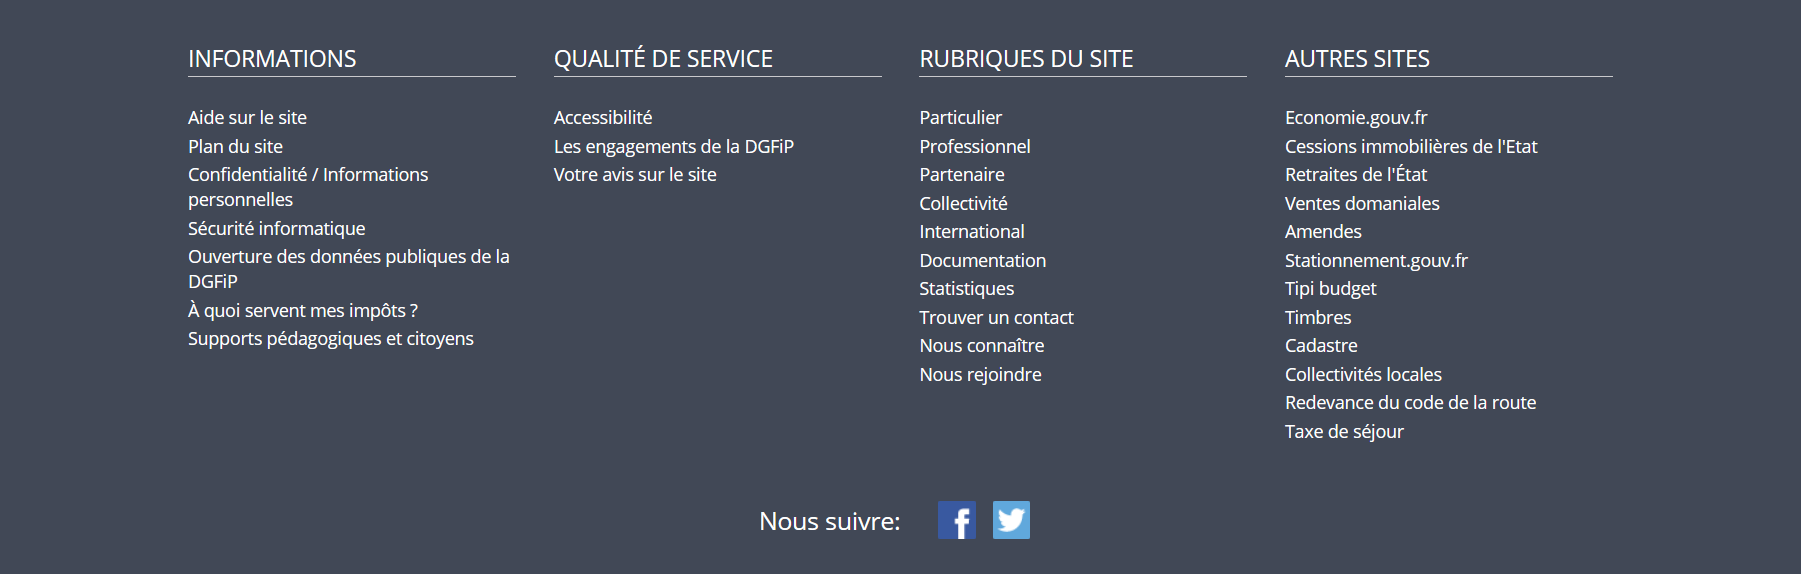 INFORMATIONS
Aide sur le site
Plan du site
Confidentialité / Informations
personnelles
Sécurité informatique
Ouverture des données publiques de la
DGFiP
À quoi servent mes impôts ?
Supports pédagogiques et citoyens
QUALITÉ DE SERVICE
Accessibilité
Les engagements de la DGFiP
Votre avis sur le site
RUBRIQUES DU SITE
Particulier
Professionnel
Partenaire
Collectivité
International
Documentation
Statistiques
Trouver un contact
Nous connaître
Nous rejoindre
AUTRES SITES
Economie.gouv.fr
Cessions immobilières de l'Etat
Retraites de l'État
Ventes domaniales
Amendes
Stationnement.gouv.fr
Tipi budget
Timbres
Cadastre
Collectivités locales
Redevance du code de la route
Taxe de séjour
Nous suivre: